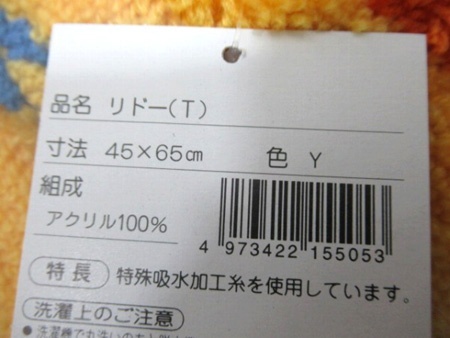 品名 リドー(T)
寸法 45×65㎝ 色 Y
組成
アクリル100%
4 973422 155053
特長 特殊吸水加工糸を使用しています。
洗濯上のご注意